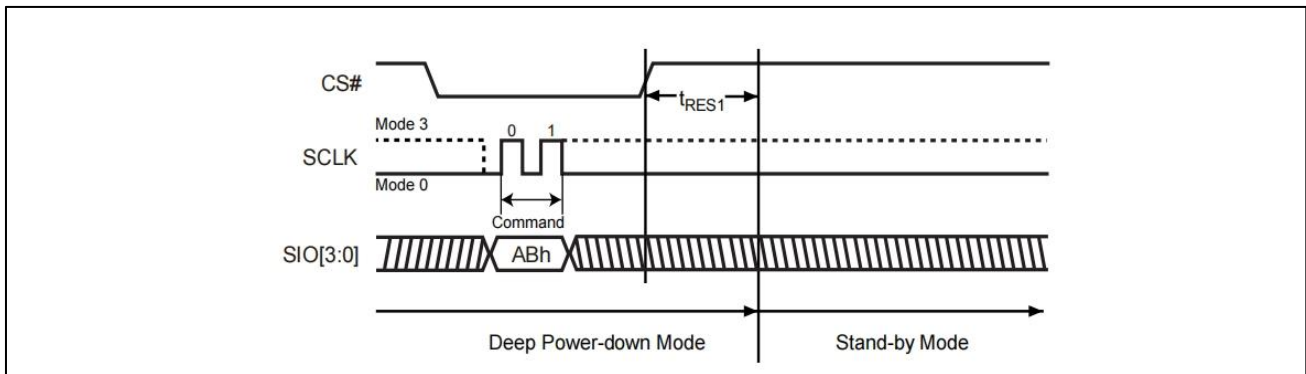 CS#
tRES1
Mode 3
0 1
SCLK
Mode 0
Command
SIO[3:0]
ABh
Deep Power-down Mode
Stand-by Mode